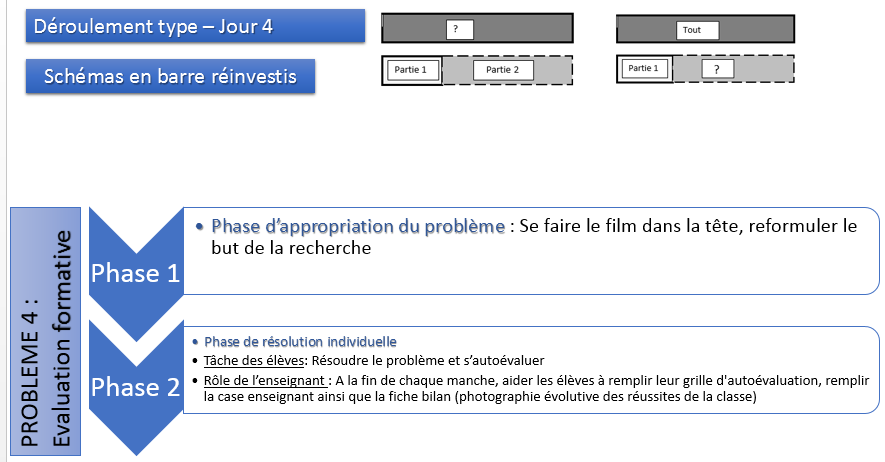 Déroulement type – Jour 4
?
Tout
Schémas en barre réinvestis
Partie 1
Partie 2
Partie 1
?
PROBLEME 4 :
Evaluation formative
Phase 1
• Phase d’appropriation du problème : Se faire le film dans la tête, reformuler le
but de la recherche
Phase 2
• Phase de résolution individuelle
• Tâche des élèves: Résoudre le problème et s’autoévaluer
• Rôle de l’enseignant : A la fin de chaque manche, aider les élèves à remplir leur grille d'autoévaluation, remplir
la case enseignant ainsi que la fiche bilan (photographie évolutive des réussites de la classe)